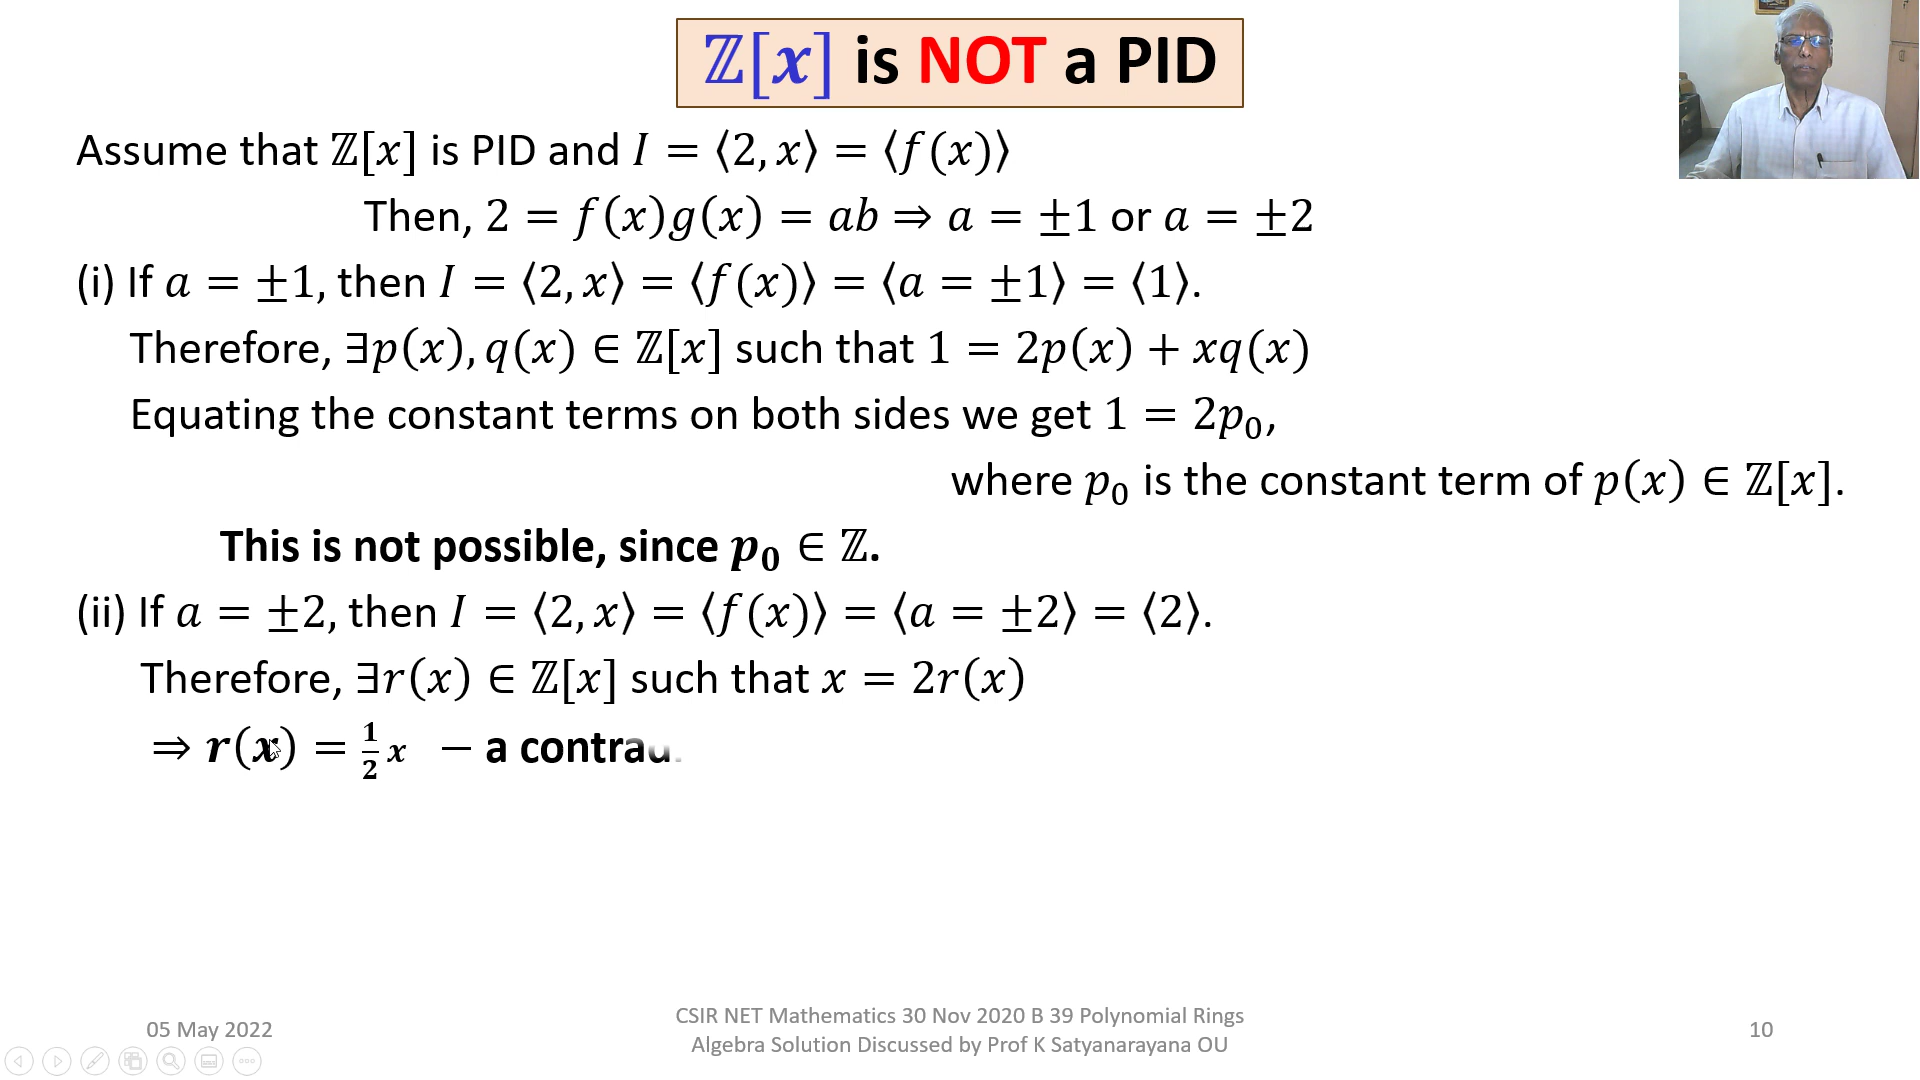 ℤ[x] is NOT a PID
Assume that ℤ[x] is PID and I = ⟨2, x⟩ = ⟨f(x)⟩
Then, 2 = f(x)g(x) = ab ⇒ a = ±1 or a = ±2
(i) If a = ±1, then I = ⟨2, x⟩ = ⟨f(x)⟩ = ⟨a = ±1⟩ = ⟨1⟩.
Therefore, ∃p(x), q(x) ∈ ℤ[x] such that 1 = 2p(x) + xq(x)
Equating the constant terms on both sides we get 1 = 2p₀,
where p₀ is the constant term of p(x) ∈ ℤ[x].
This is not possible, since p₀ ∈ ℤ.
(ii) If a = ±2, then I = ⟨2, x⟩ = ⟨f(x)⟩ = ⟨a = ±2⟩ = ⟨2⟩.
Therefore, ∃r(x) ∈ ℤ[x] such that x = 2r(x)
⇒ r(x) = 1/2 x − a
05 May 2022
CSIR NET Mathematics 30 Nov 2020 B 39 Polynomial Rings
Algebra Solution Discussed by Prof K Satyanarayana OU
10